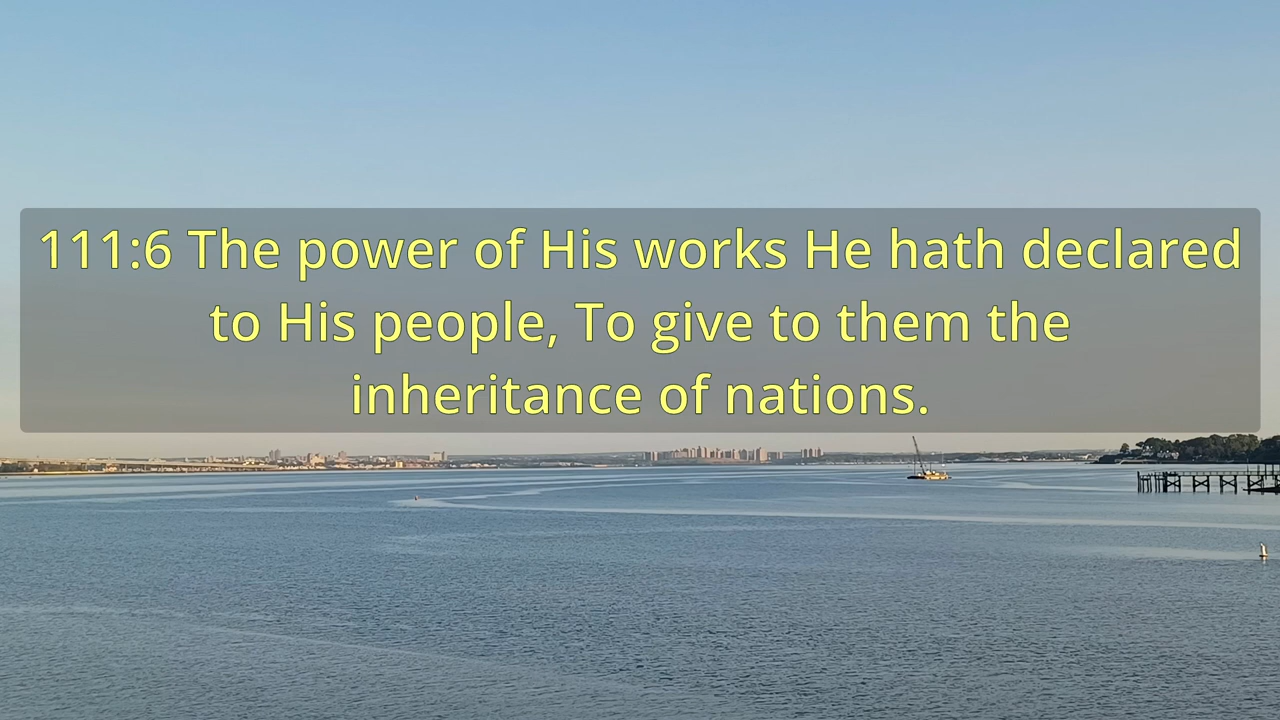 111:6 The power of His works He hath declared
to His people, To give to them the
inheritance of nations.